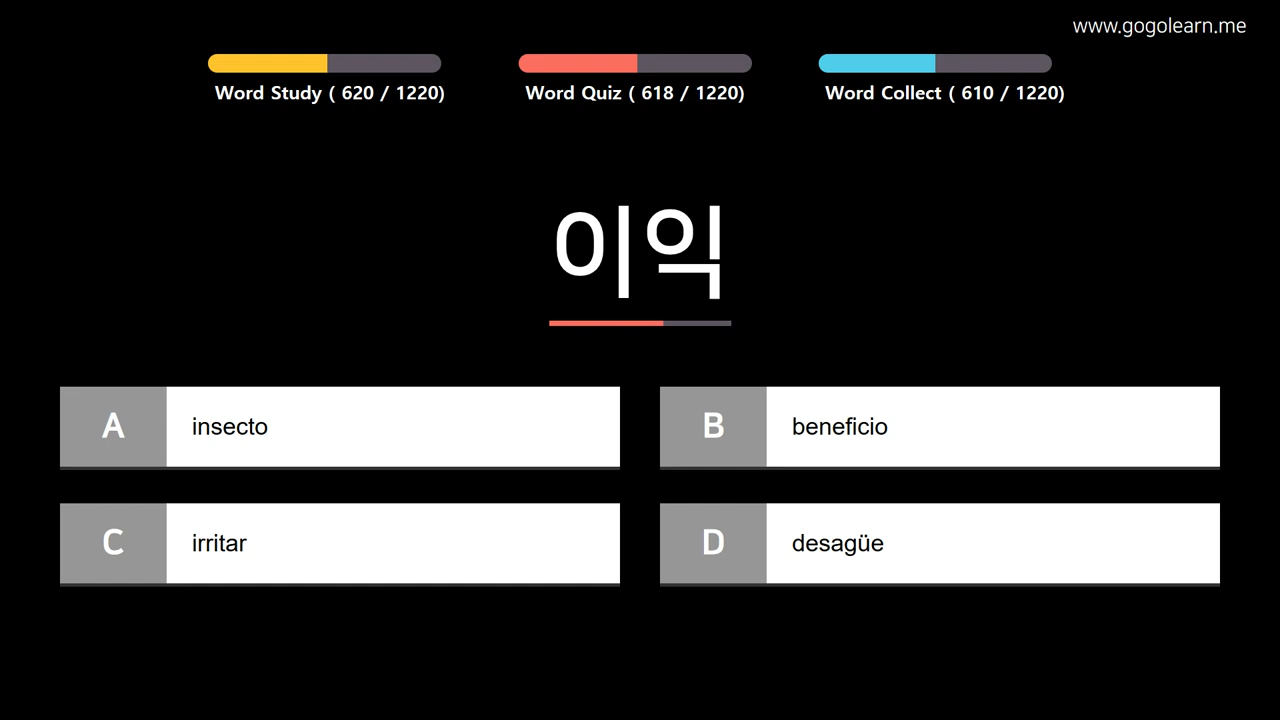 www.gogolearn.me
Word Study ( 620 / 1220)
Word Quiz ( 618 / 1220)
Word Collect ( 610 / 1220)
이익
A insecto
B beneficio
C irritar
D desagüe